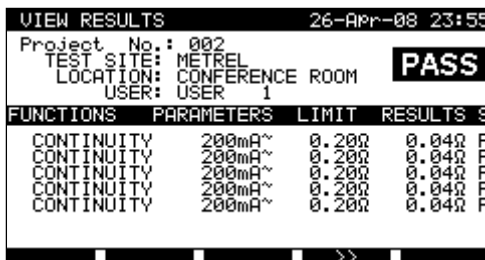 VIEW RESULTS 26-Apr-08 23:55
Project No.: 002
TEST SITE: METREL
LOCATION: CONFERENCE ROOM
USER: USER 1
PASS
FUNCTIONS PARAMETERS LIMIT RESULTS S
CONTINUITY 200mA~ 0.20Ω 0.04Ω P
CONTINUITY 200mA~ 0.20Ω 0.04Ω P
CONTINUITY 200mA~ 0.20Ω 0.04Ω P
CONTINUITY 200mA~ 0.20Ω 0.04Ω P
CONTINUITY 200mA~ 0.20Ω 0.04Ω P
>>